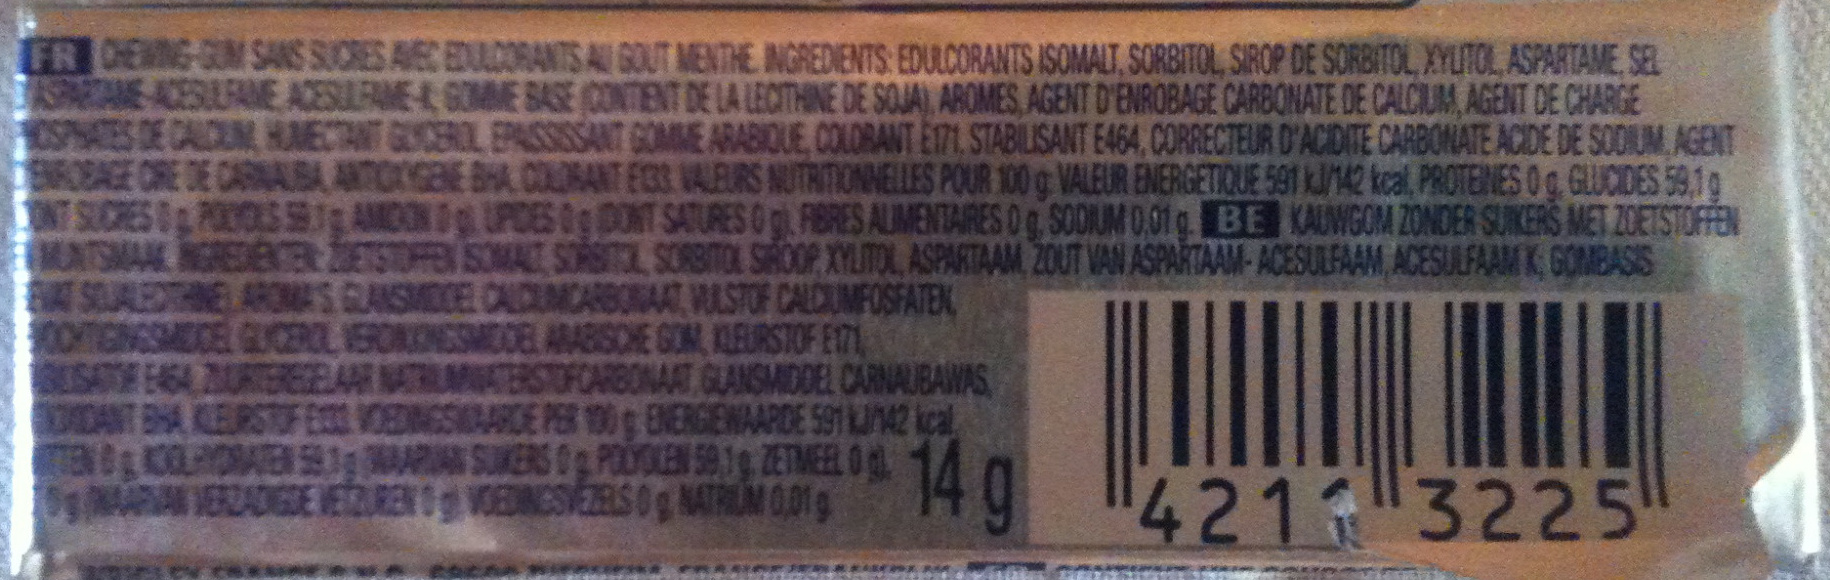 FR CHEWING-GUM SANS SUCRES AVEC EDULCORANTS AU GOUT MENTHE. INGREDIENTS: EDULCORANTS ISOMALT, SORBITOL, SIROP DE SORBITOL, XYLITOL, ASPARTAME, SEL
ASPARTAME-ACESULFAME, ACESULFAME-K, GOMME BASE (CONTIENT DE LA LECITHINE DE SOJA), AROMES, AGENT D'ENROBAGE CARBONATE DE CALCIUM, AGENT DE CHARGE
DE CALCIUM, HUMECTANT GLYCEROL, EPAISSISSANT GOMME ARABIQUE, COLORANT E171. STABILISANT E464, CORRECTEUR D'ACIDITE CARBONATE ACIDE DE SODIUM, AGENT
CIRE DE CARNAUBA, ANTIOXYGENE BHA, COLORANT E133. VALEURS NUTRITIONNELLES POUR 100 g: VALEUR ENERGETIQUE 591 kJ/142 kcal, PROTEINES 0 g, GLUCIDES 59,1 g
SUCRES 0 g, POLYOLS 59,1 g, AMIDON 0 g), LIPIDES 0 g (DONT SATURES 0 g), FIBRES ALIMENTAIRES 0 g, SODIUM 0,01 g. BE KAUWGOM ZONDER SUIKERS MET ZOETSTOFFEN
MUNTSMAAK. INGREDIENTEN: ZOETSTOFFEN ISOMALT, SORBITOL, SORBITOL SIROOP, XYLITOL, ASPARTAAM, ZOUT VAN ASPARTAAM- ACESULFAAM, ACESULFAAM K, GOMBASIS
SOJALECITHINE), AROMA'S, GLANSMIDDEL CALCIUMCARBONAAT, VULSTOF CALCIUMFOSFATEN,
GLYCEROL, VERDIKKINGSMIDDEL ARABISCHE GOM, KLEURSTOF E171,
E464, ZUURTEREGELAAR NATRIUMWATERSTOFCARBONAAT, GLANSMIDDEL CARNAUBAWAS,
BHA, KLEURSTOF E133. VOEDINGSWAARDE PER 100 g: ENERGIEWAARDE 591 kJ/142 kcal,
0 g, KOOLHYDRATEN 59,1 g (WAARVAN SUIKERS 0 g, POLYOLEN 59,1 g, ZETMEEL 0 g),
0 g (WAARVAN VERZADIGDE VETZUREN 0 g), VOEDINGSVEZELS 0 g, NATRIUM 0,01 g.
14 g
4211 3225